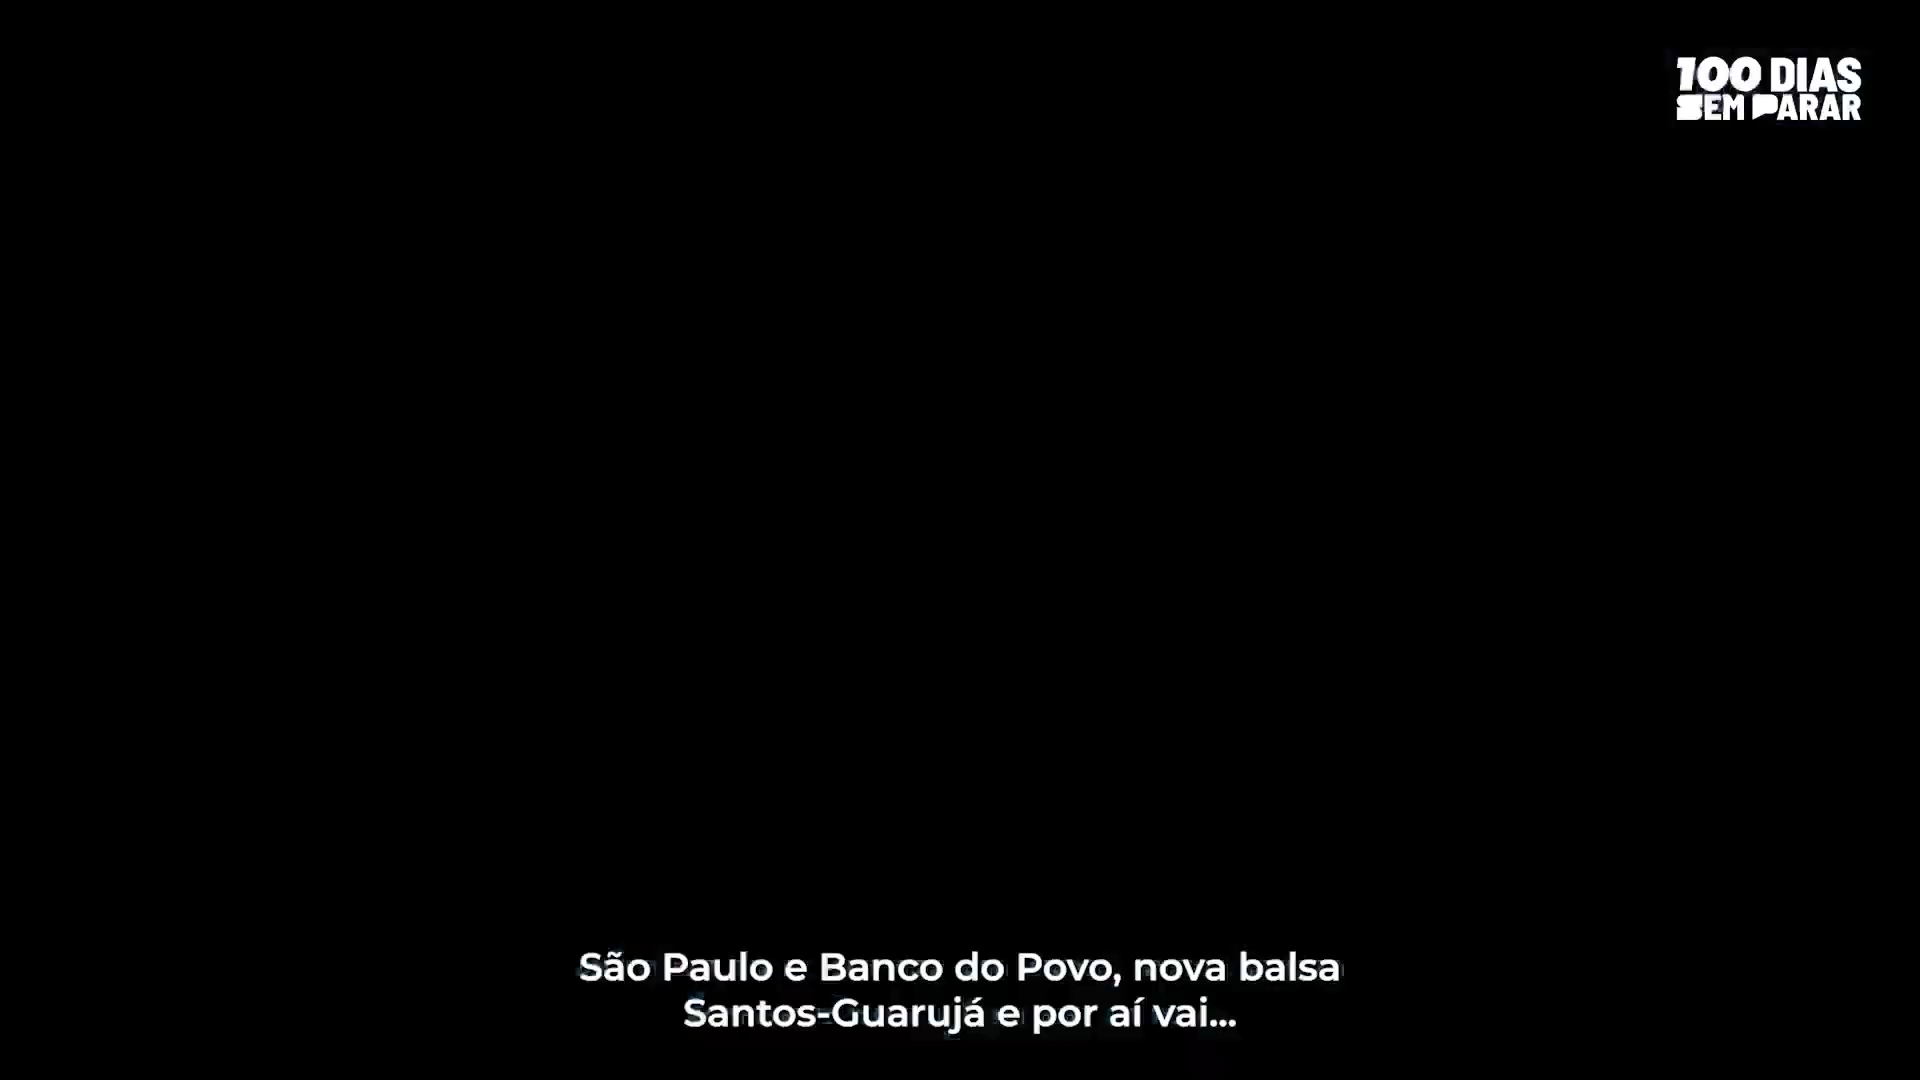 100 DIAS
SEM PARAR
São Paulo e Banco do Povo, nova balsa
Santos-Guarujá e por aí vai...